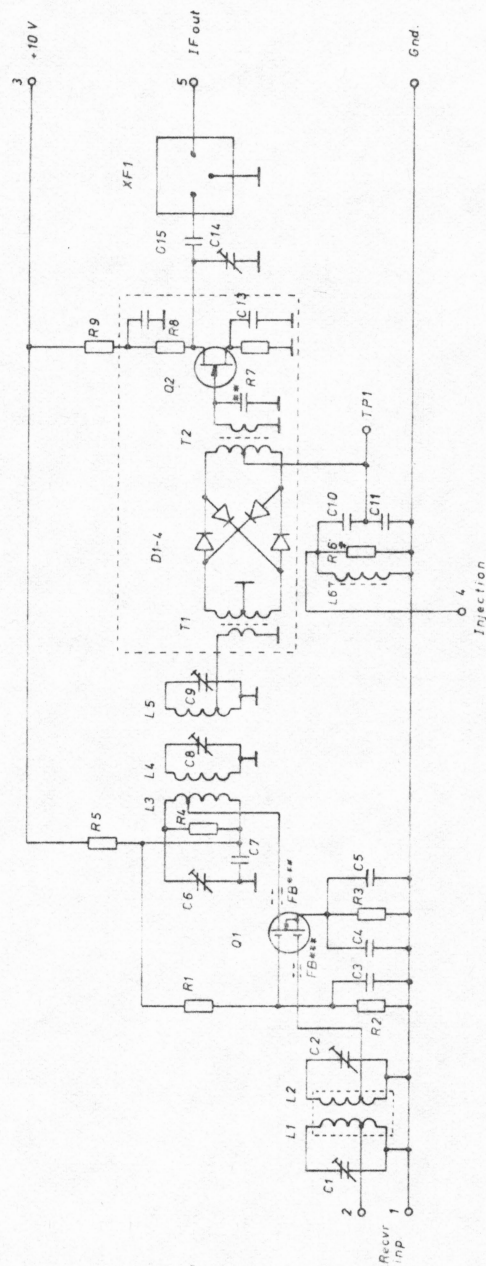 3
+10V
IF out
5
XF1
Gnd.
C15
C14
R9
R8
C13
Q2
R7
**
T2
TP1
D1-4
C10
C11
R6
*
L6
T1
4
Injection
L5
C9
L4
C8
L3
R4
R5
C6
C7
FB***
C5
R3
Q1
C4
FB***
C3
R1
R2
C2
L2
L1
C1
2
1
Recvr
inp.